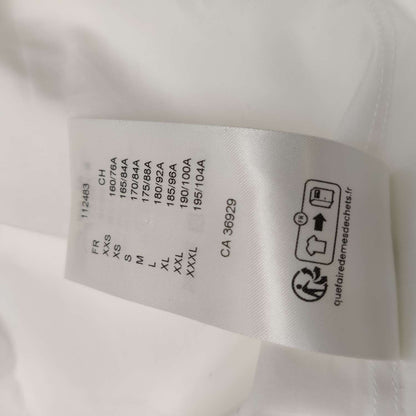 112483
FR CH
XXS 160/76A
XS 165/84A
S 170/84A
M 175/88A
L 180/92A
XL 185/96A
XXL 190/100A
XXXL 195/104A
CA 36929
FR
quefairedemesdechets.fr